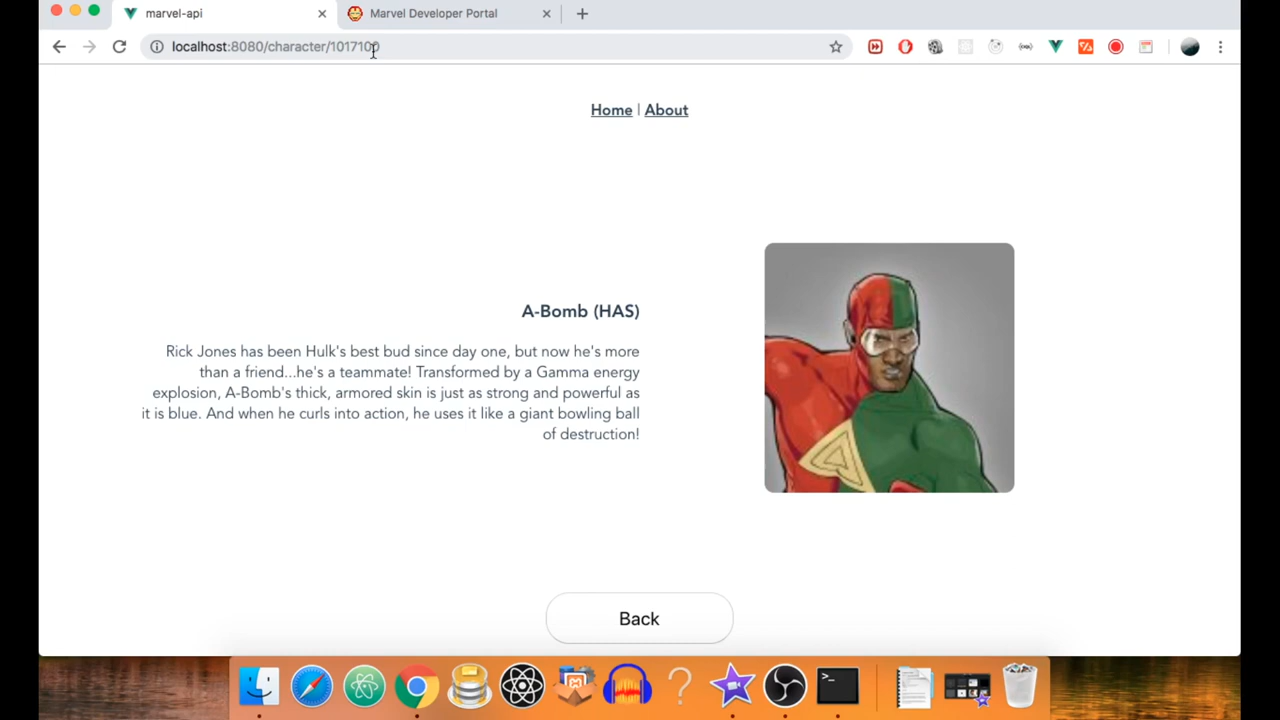 marvel-api
Marvel Developer Portal
localhost:8080/character/1017100
Home | About
A-Bomb (HAS)
Rick Jones has been Hulk's best bud since day one, but now he's more
than a friend...he's a teammate! Transformed by a Gamma energy
explosion, A-Bomb's thick, armored skin is just as strong and powerful as
it is blue. And when he curls into action, he uses it like a giant bowling ball
of destruction!
Back